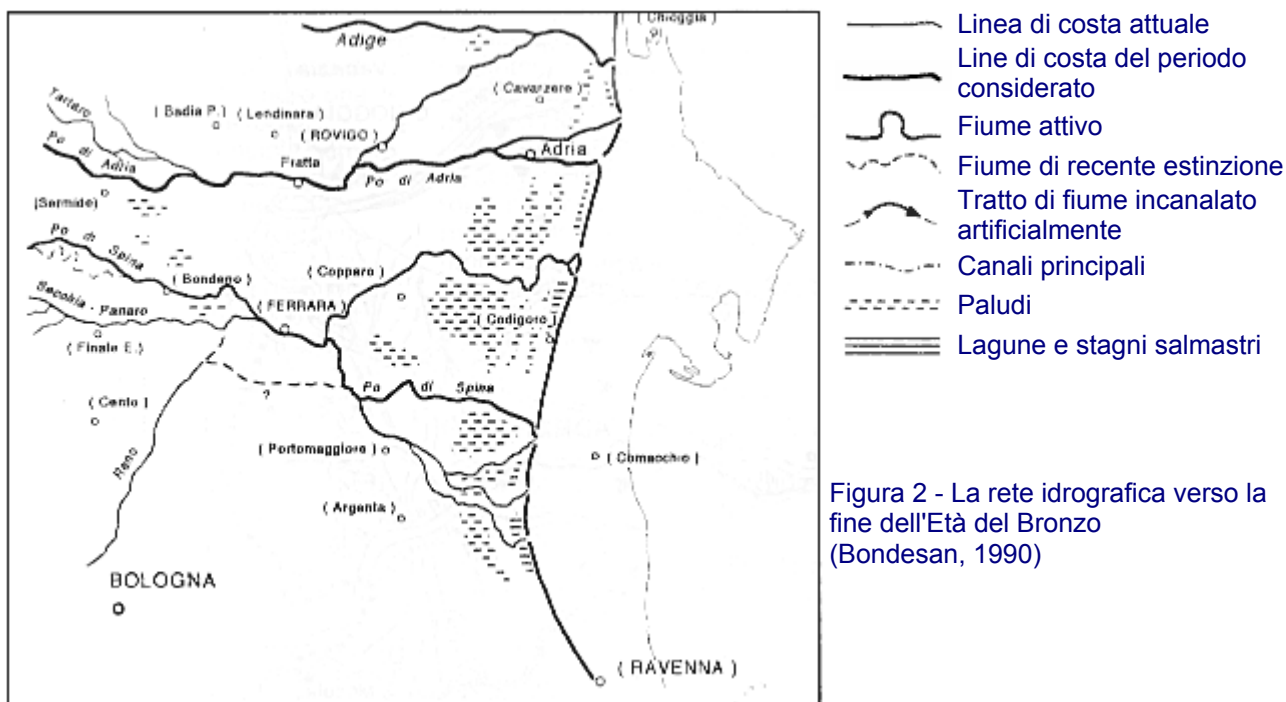 ( Chioggia )
Adige
( Cavarzere )
Tartaro
( Badia P.)
( Lendinara )
( ROVIGO )
Adria
Po di Adria
Fratta
Po di Adria
(Sermide)
Po di Spina
( Bondeno )
( Copparo )
( FERRARA )
( Codigoro )
Secchia - Panaro
( Finale E.)
?
Po di Spina
( Cento )
Reno
( Portomaggiore )
( Comacchio )
( Argenta )
BOLOGNA
( RAVENNA )
Linea di costa attuale
Line di costa del periodo
considerato
Fiume attivo
Fiume di recente estinzione
Tratto di fiume incanalato
artificialmente
Canali principali
Paludi
Lagune e stagni salmastri
Figura 2 - La rete idrografica verso la
fine dell'Età del Bronzo
(Bondesan, 1990)